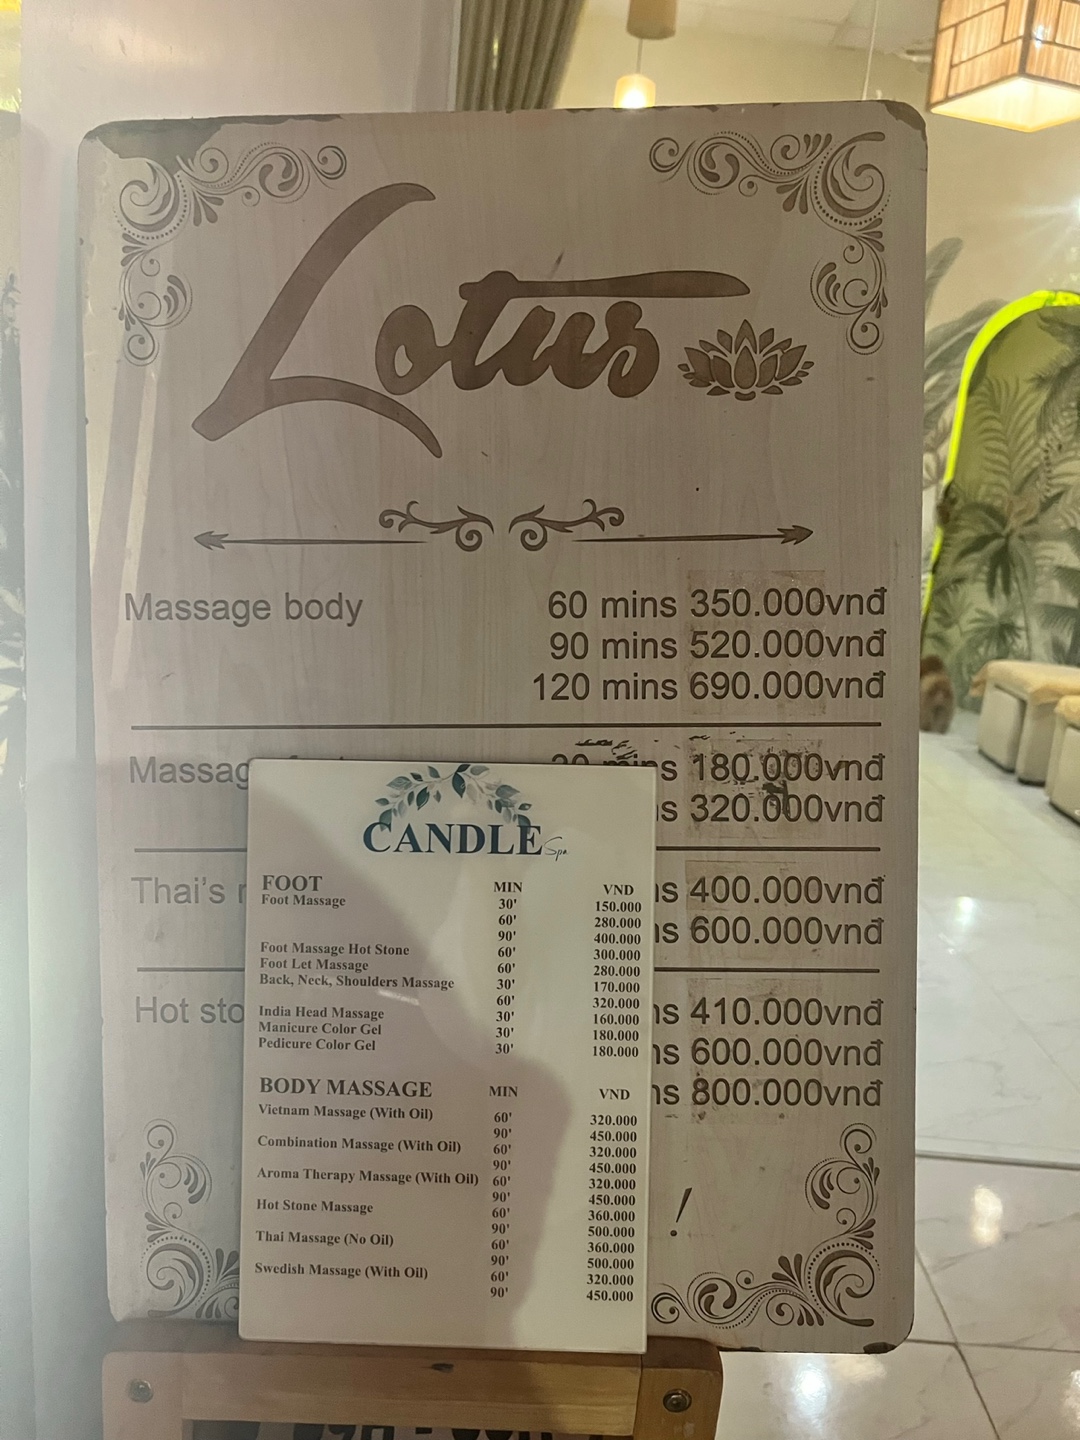 Lotus
Massage body 60 mins 350.000vnđ
90 mins 520.000vnđ
120 mins 690.000vnđ
180.000vnđ
320.000vnđ
Thai's 400.000vnđ
600.000vnđ
Hot 410.000vnđ
600.000vnđ
800.000vnđ
!
CANDLE Spa
FOOT MIN VND
Foot Massage 30' 150.000
60' 280.000
90' 400.000
Foot Massage Hot Stone 60' 300.000
Foot Let Massage 60' 280.000
Back, Neck, Shoulders Massage 30' 170.000
60' 320.000
India Head Massage 30' 160.000
Manicure Color Gel 30' 180.000
Pedicure Color Gel 30' 180.000
BODY MASSAGE MIN VND
Vietnam Massage (With Oil) 60' 320.000
90' 450.000
Combination Massage (With Oil) 60' 320.000
90' 450.000
Aroma Therapy Massage (With Oil) 60' 320.000
90' 450.000
Hot Stone Massage 60' 360.000
90' 500.000
Thai Massage (No Oil) 60' 360.000
90' 500.000
Swedish Massage (With Oil) 60' 320.000
90' 450.000